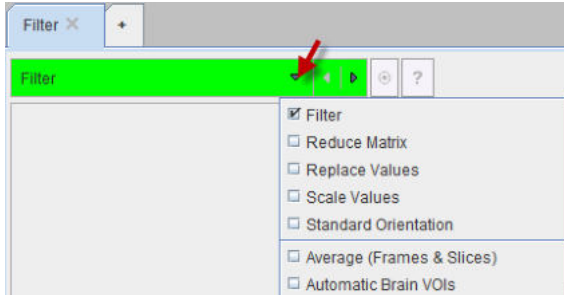 Filter
+
Filter
?
Filter
Reduce Matrix
Replace Values
Scale Values
Standard Orientation
Average (Frames & Slices)
Automatic Brain VOIs